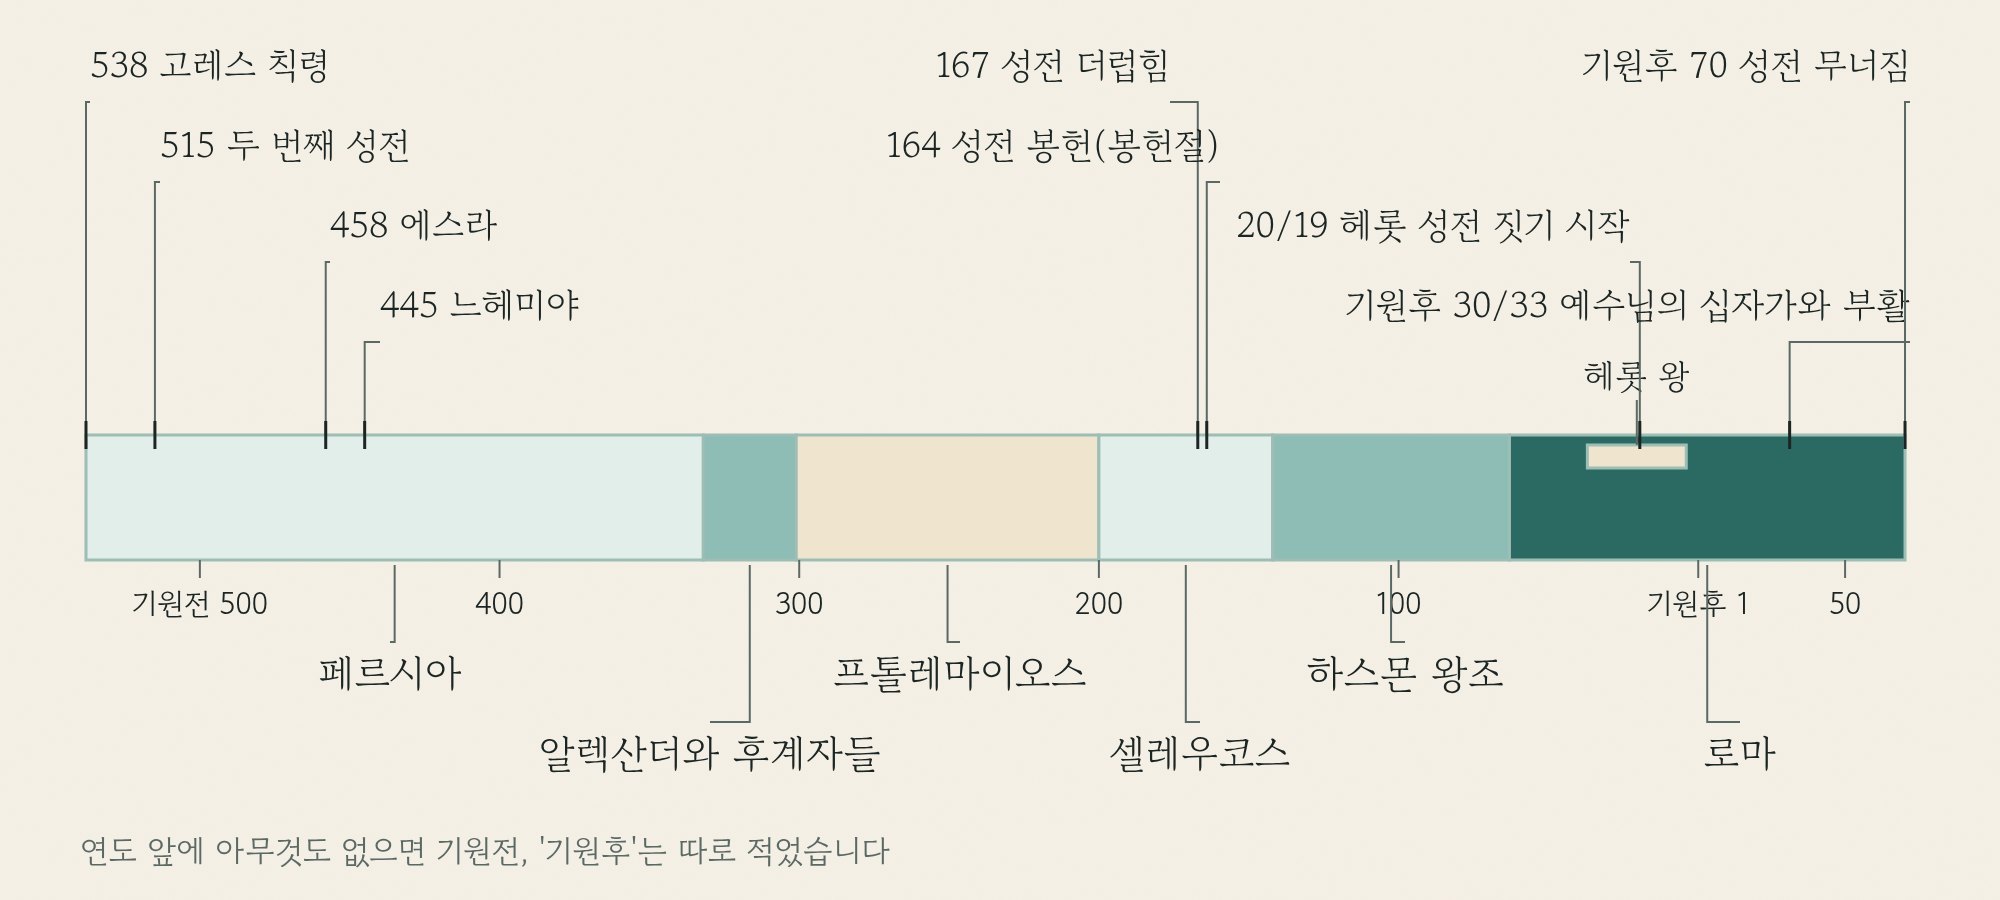 538 고레스 칙령
167 성전 더럽힘
기원후 70 성전 무너짐
515 두 번째 성전
164 성전 봉헌(봉헌절)
458 에스라
20/19 헤롯 성전 짓기 시작
445 느헤미야
기원후 30/33 예수님의 십자가와 부활
헤롯 왕
기원전 500
400
300
200
100
기원후 1
50
페르시아
프톨레마이오스
하스몬 왕조
알렉산더와 후계자들
셀레우코스
로마
연도 앞에 아무것도 없으면 기원전, '기원후'는 따로 적었습니다